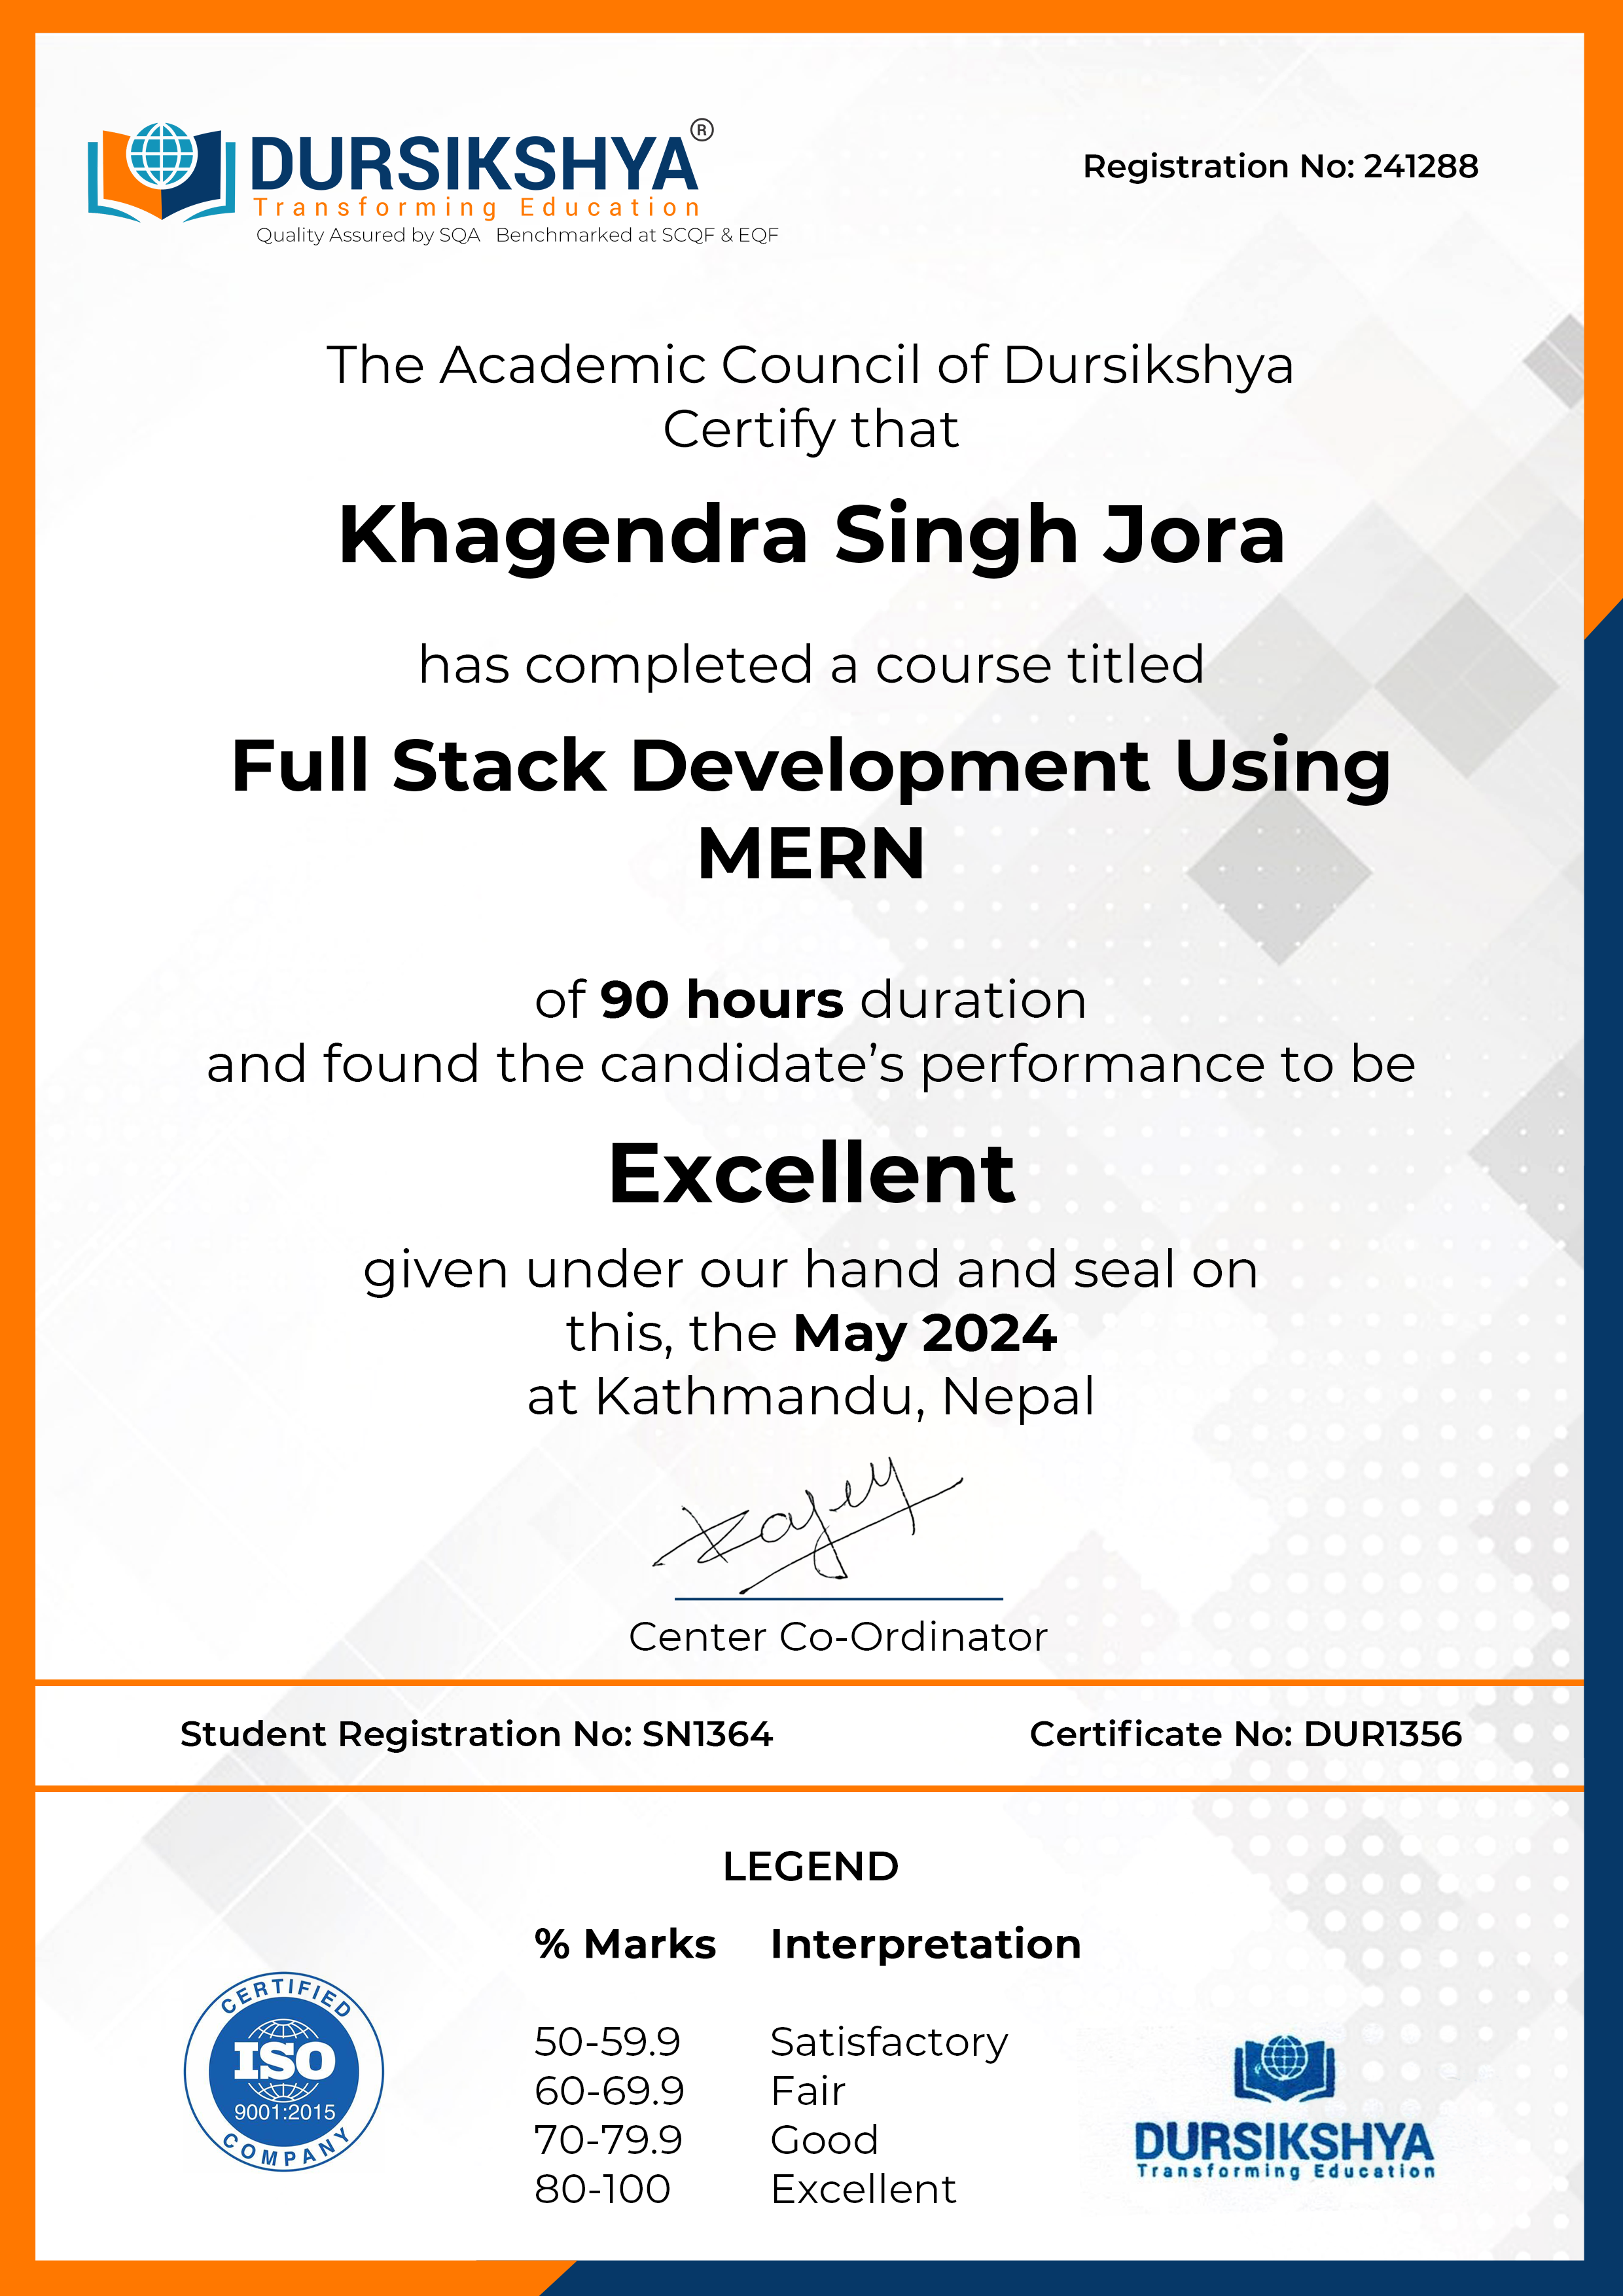 DURSIKSHYA®
Transforming Education
Quality Assured by SQA Benchmarked at SCQF & EQF
Registration No: 241288
The Academic Council of Dursikshya
Certify that
Khagendra Singh Jora
has completed a course titled
Full Stack Development Using
MERN
of 90 hours duration
and found the candidate’s performance to be
Excellent
given under our hand and seal on
this, the May 2024
at Kathmandu, Nepal
Center Co-Ordinator
Student Registration No: SN1364
Certificate No: DUR1356
LEGEND
% Marks Interpretation
50-59.9 Satisfactory
60-69.9 Fair
70-79.9 Good
80-100 Excellent
CERTIFIED
ISO
9001:2015
COMPANY
DURSIKSHYA
Transforming Education